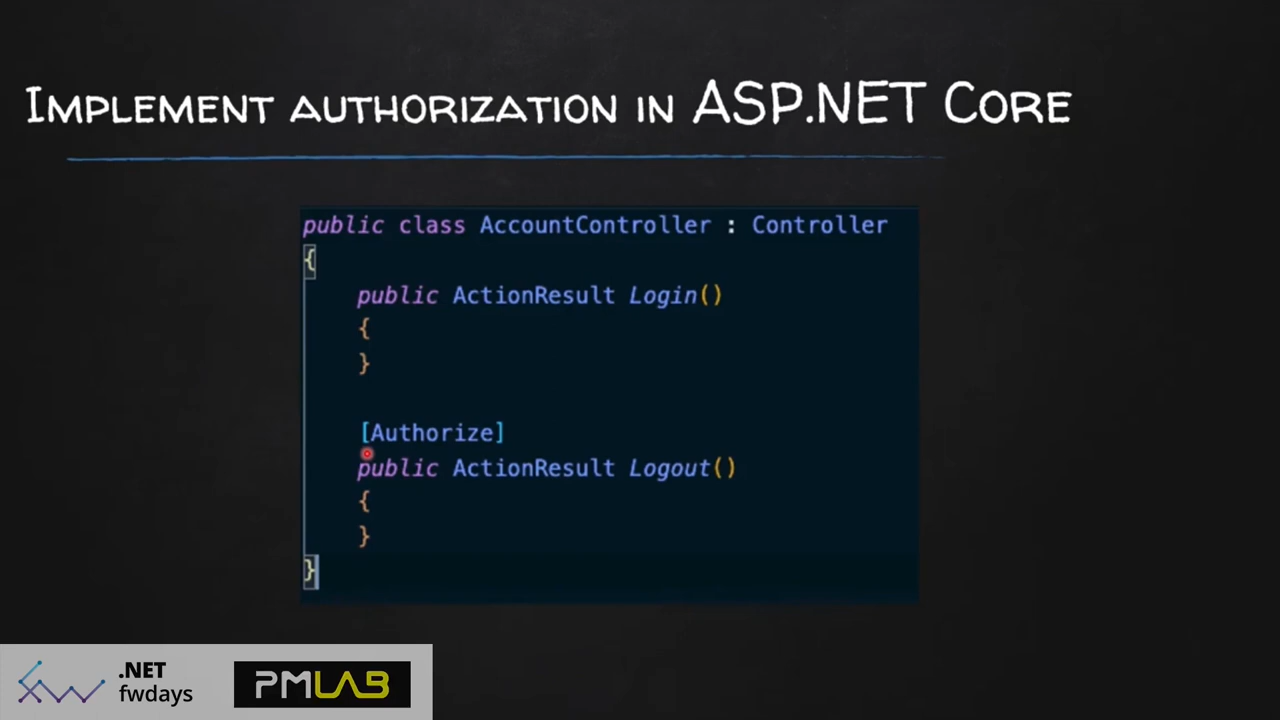 IMPLEMENT AUTHORIZATION IN ASP.NET CORE
public class AccountController : Controller
{
public ActionResult Login()
{
}
[Authorize]
public ActionResult Logout()
{
}
}
.NET
fwdays
PMLAB